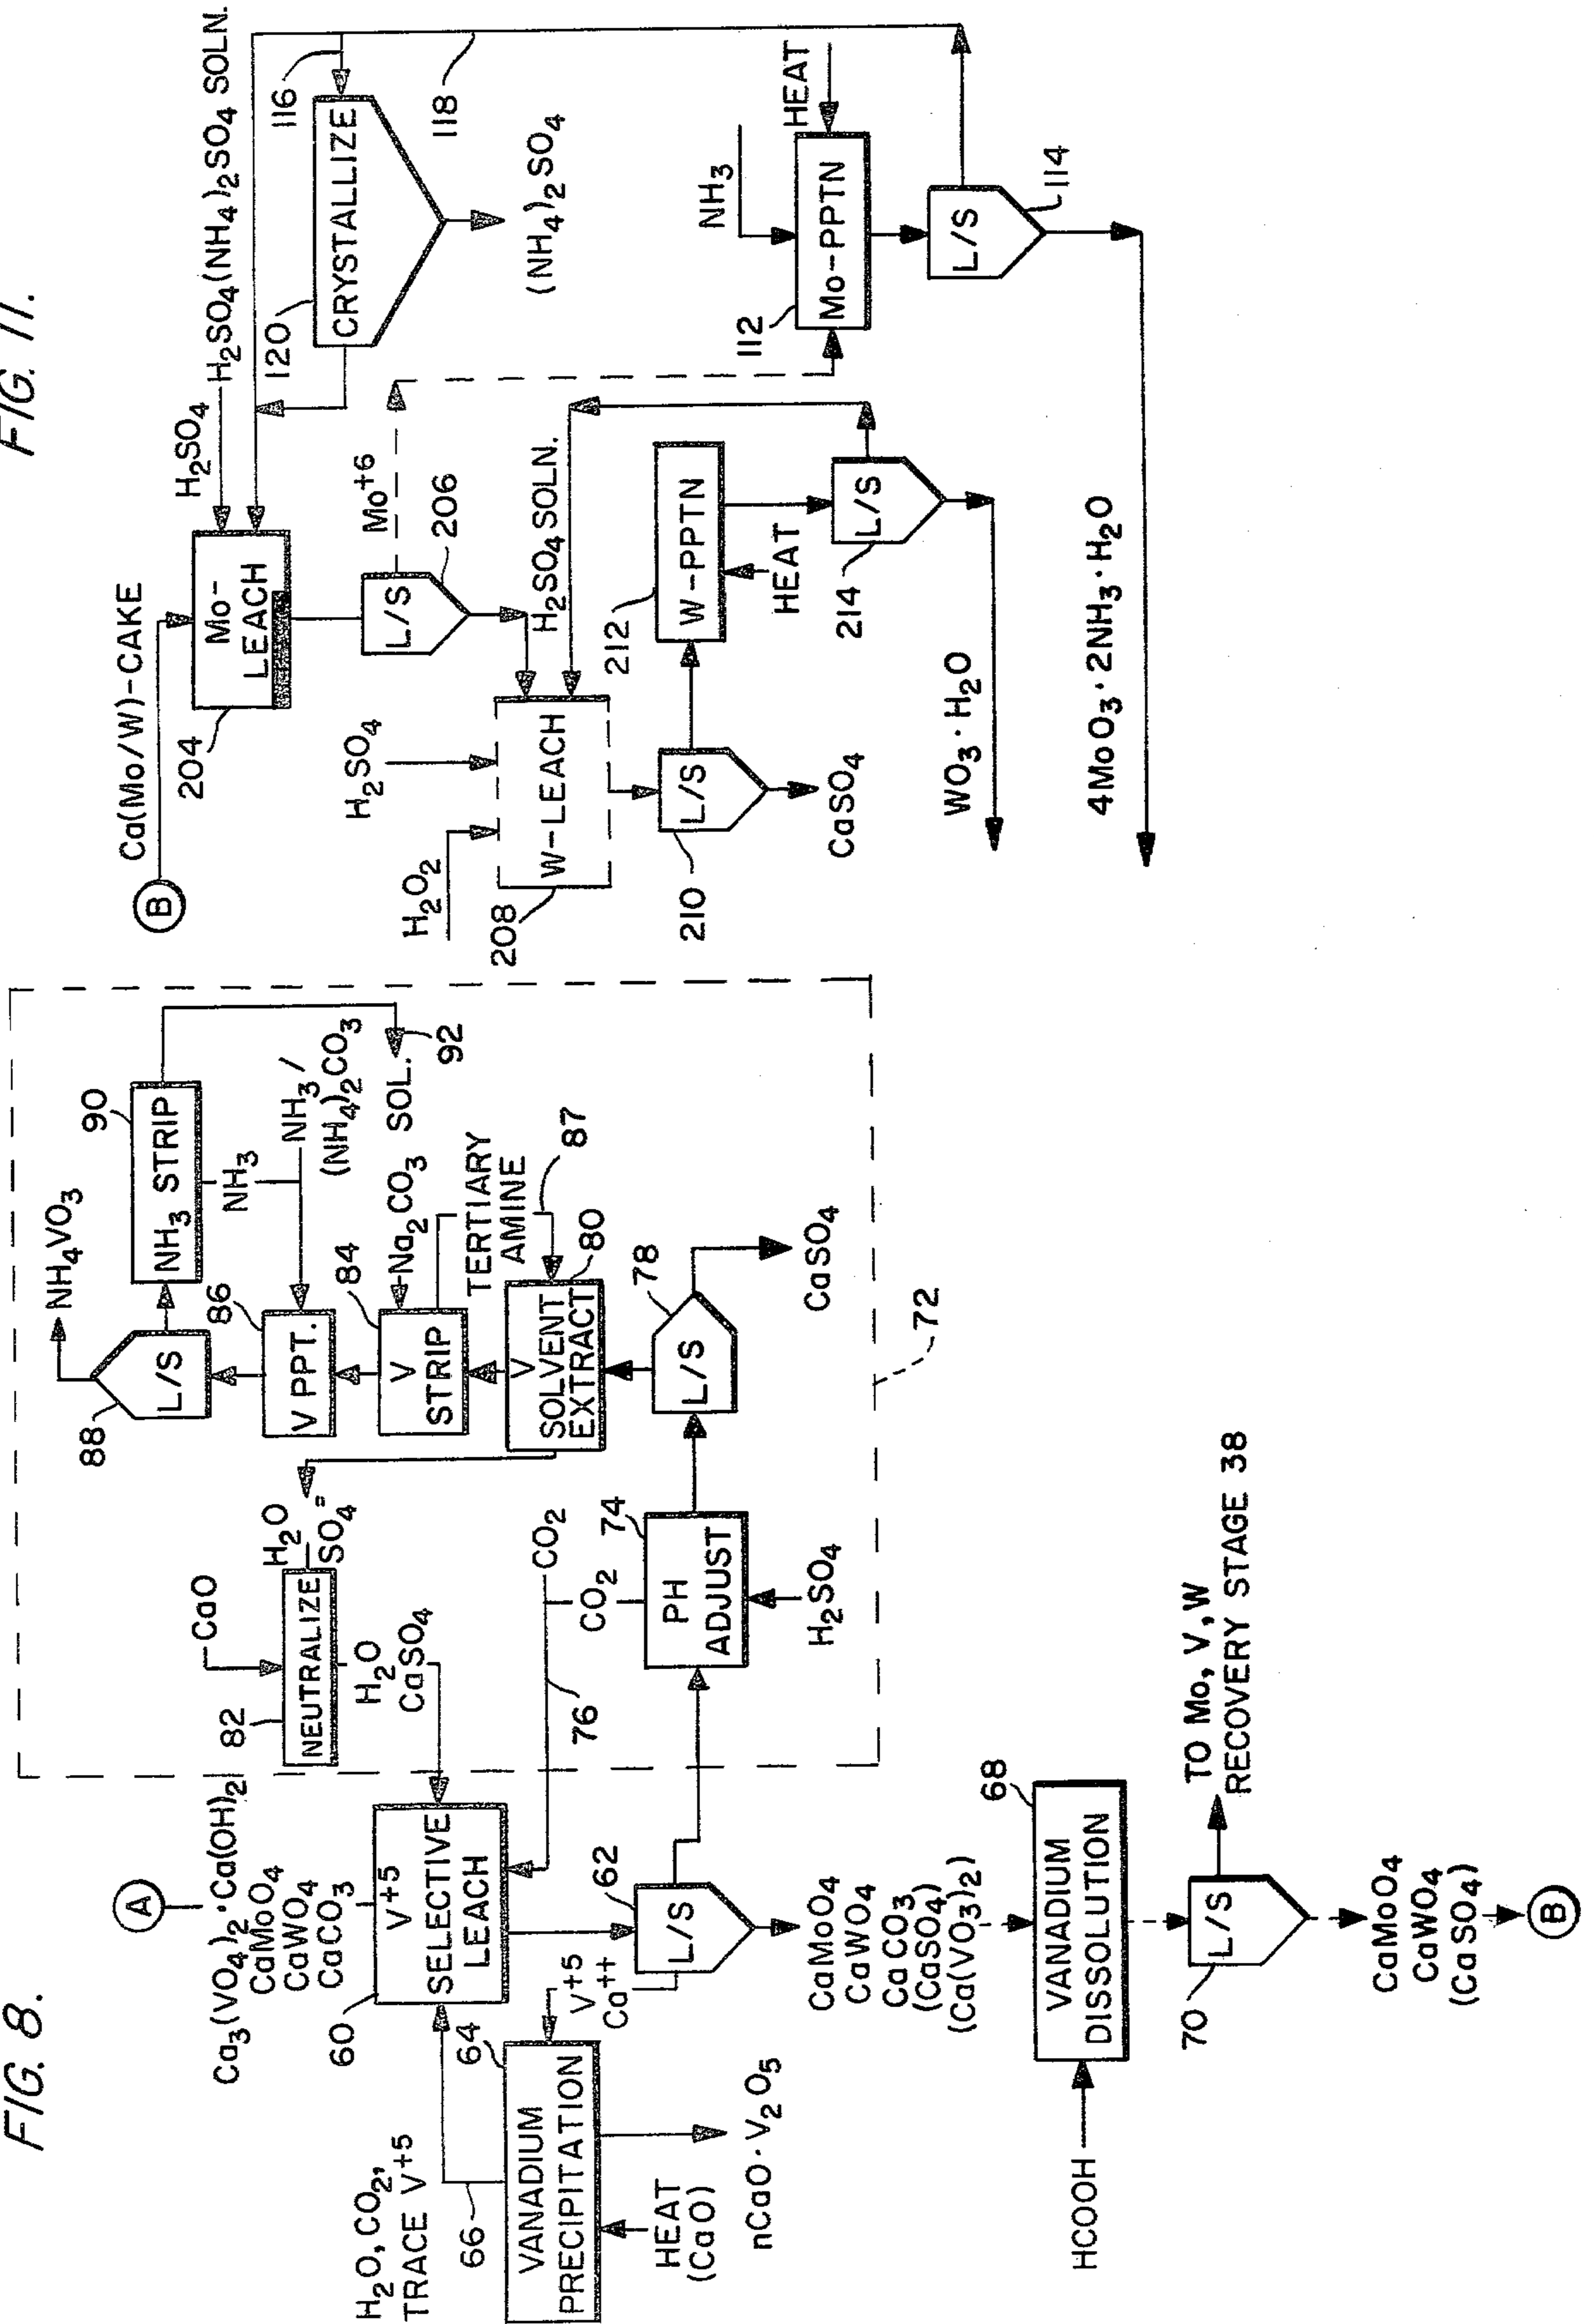 FIG. 8.
A
Ca3(VO4)2·Ca(OH)2
CaMoO4
CaWO4
CaCO3
60
V+5
SELECTIVE
LEACH
H2O, CO2,
TRACE V+5
66
64
VANADIUM
PRECIPITATION
HEAT
(CaO)
nCaO·V2O5
V+5
Ca++
62
L/S
CaMoO4
CaWO4
CaCO3
(CaSO4)
(Ca(VO3)2)
HCOOH
68
VANADIUM
DISSOLUTION
70
L/S
TO Mo, V, W
RECOVERY STAGE 38
CaMoO4
CaWO4
(CaSO4)
B
CaO
82
NEUTRALIZE
H2O
SO4=
H2O
CaSO4
76
CO2
CO2
74
PH
ADJUST
H2SO4
78
L/S
CaSO4
72
80
V
SOLVENT
EXTRACT
87
TERTIARY
AMINE
84
V
STRIP
Na2CO3 SOL.
92
86
V PPT.
NH3/
(NH4)2CO3
NH3
88
L/S
NH4VO3
90
NH3 STRIP
FIG. 11.
B
Ca(Mo/W)-CAKE
204
Mo-
LEACH
H2SO4
H2SO4(NH4)2SO4 SOLN.
116
118
120
CRYSTALLIZE
(NH4)2SO4
Mo+6
L/S
206
H2SO4
H2O2
208
W-LEACH
H2SO4 SOLN.
210
L/S
CaSO4
212
W-PPTN
HEAT
214
L/S
WO3·H2O
112
Mo-PPTN
NH3
HEAT
L/S
114
4MoO3·2NH3·H2O